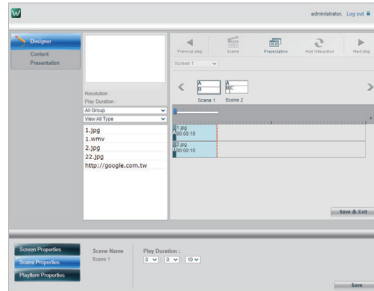 W
administrator, Log out
Designer
Content
Presentation
Resolution :
Play Duration :
All Group
View All Type
1.jpg
1.wmv
2.jpg
22.jpg
http://google.com.tw
Previous step
Scene
Presentation
Add Interaction
Next step
Screen 1
A
B
A
B C
Scene 1
Scene 2
1.jpg
00:00:10
2.jpg
00:00:10
Save & Exit
Screen Properties
Scene Properties
Playitem Properties
Scene Name
Scene 1
Play Duration :
0 : 0 : 10
Save